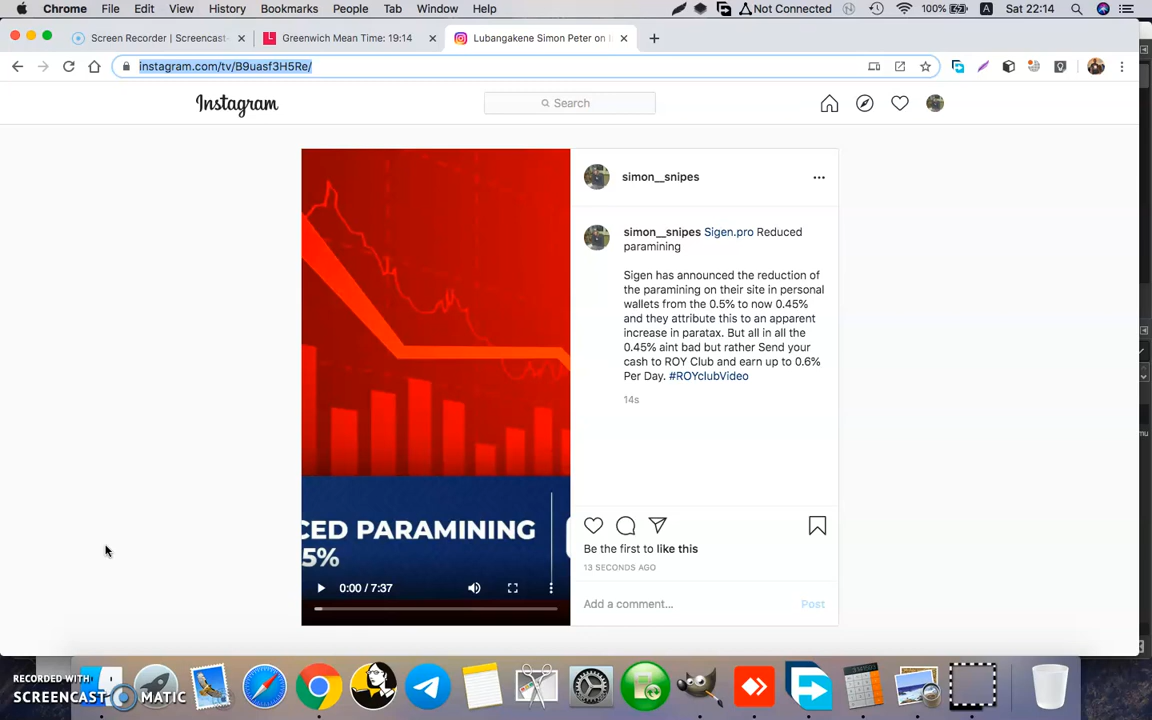 Chrome File Edit View History Bookmarks People Tab Window Help Not Connected 100% A Sat 22:14
Screen Recorder | Screencast- Greenwich Mean Time: 19:14 Lubangakene Simon Peter on
instagram.com/tv/B9uasf3H5Re/
Instagram
Search
simon__snipes
simon__snipes Sigen.pro Reduced
paramining
Sigen has announced the reduction of
the paramining on their site in personal
wallets from the 0.5% to now 0.45%
and they attribute this to an apparent
increase in paratax. But all in all the
0.45% aint bad but rather Send your
cash to ROY Club and earn up to 0.6%
Per Day. #ROYclubVideo
14s
CED PARAMINING
5%
0:00 / 7:37
Be the first to like this
13 SECONDS AGO
Add a comment... Post
RECORDED WITH
SCREENCAST MATIC